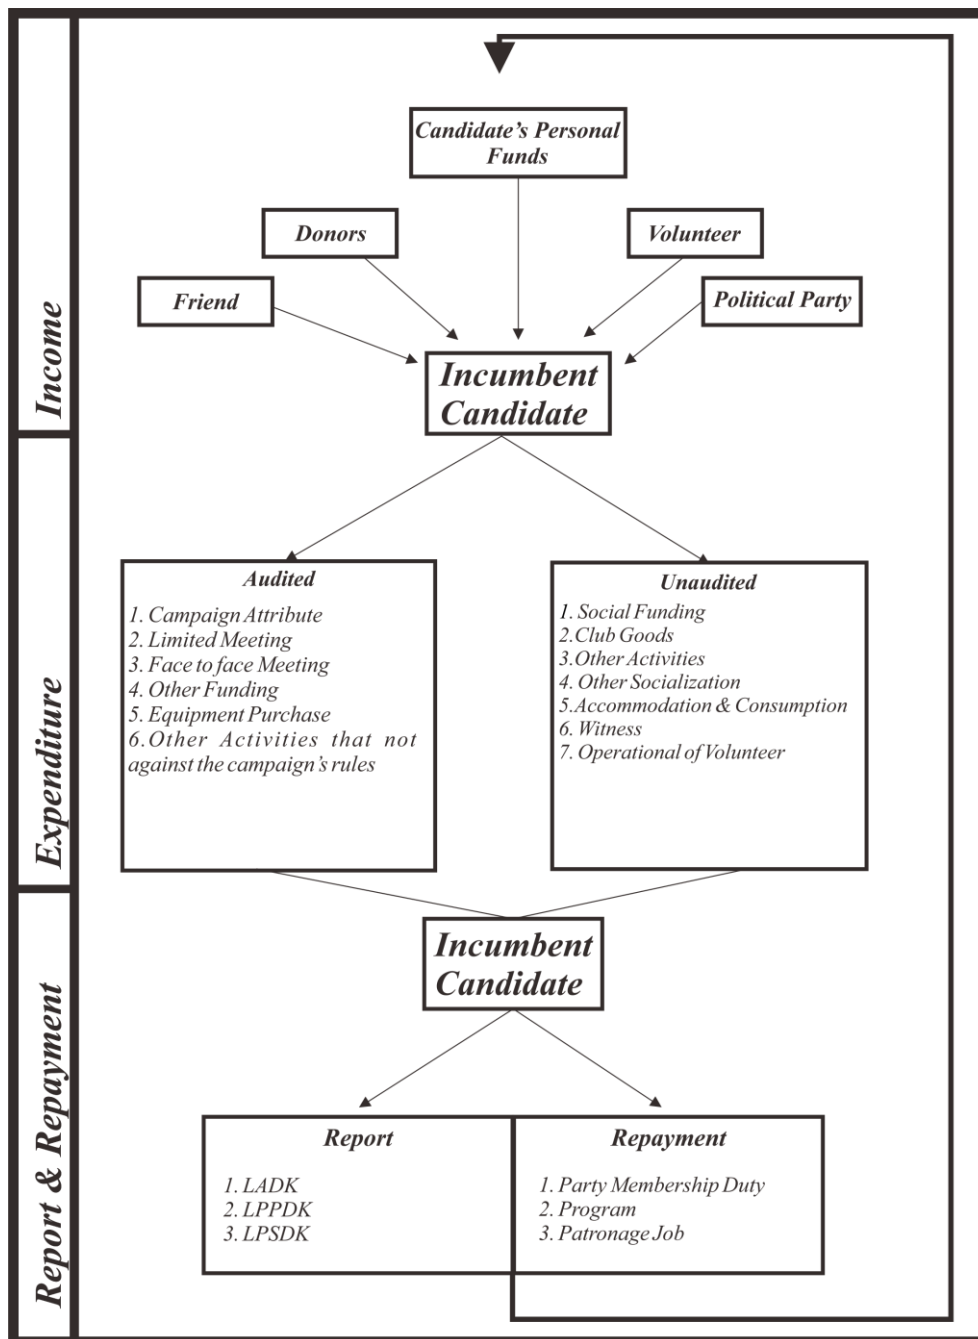 Income
Candidate's Personal
Funds
Donors
Volunteer
Friend
Political Party
Incumbent
Candidate
Expenditure
Audited
1. Campaign Attribute
2. Limited Meeting
3. Face to face Meeting
4. Other Funding
5. Equipment Purchase
6. Other Activities that not
against the campaign's rules
Unaudited
1. Social Funding
2. Club Goods
3. Other Activities
4. Other Socialization
5. Accommodation & Consumption
6. Witness
7. Operational of Volunteer
Report & Repayment
Incumbent
Candidate
Report
1. LADK
2. LPPDK
3. LPSDK
Repayment
1. Party Membership Duty
2. Program
3. Patronage Job